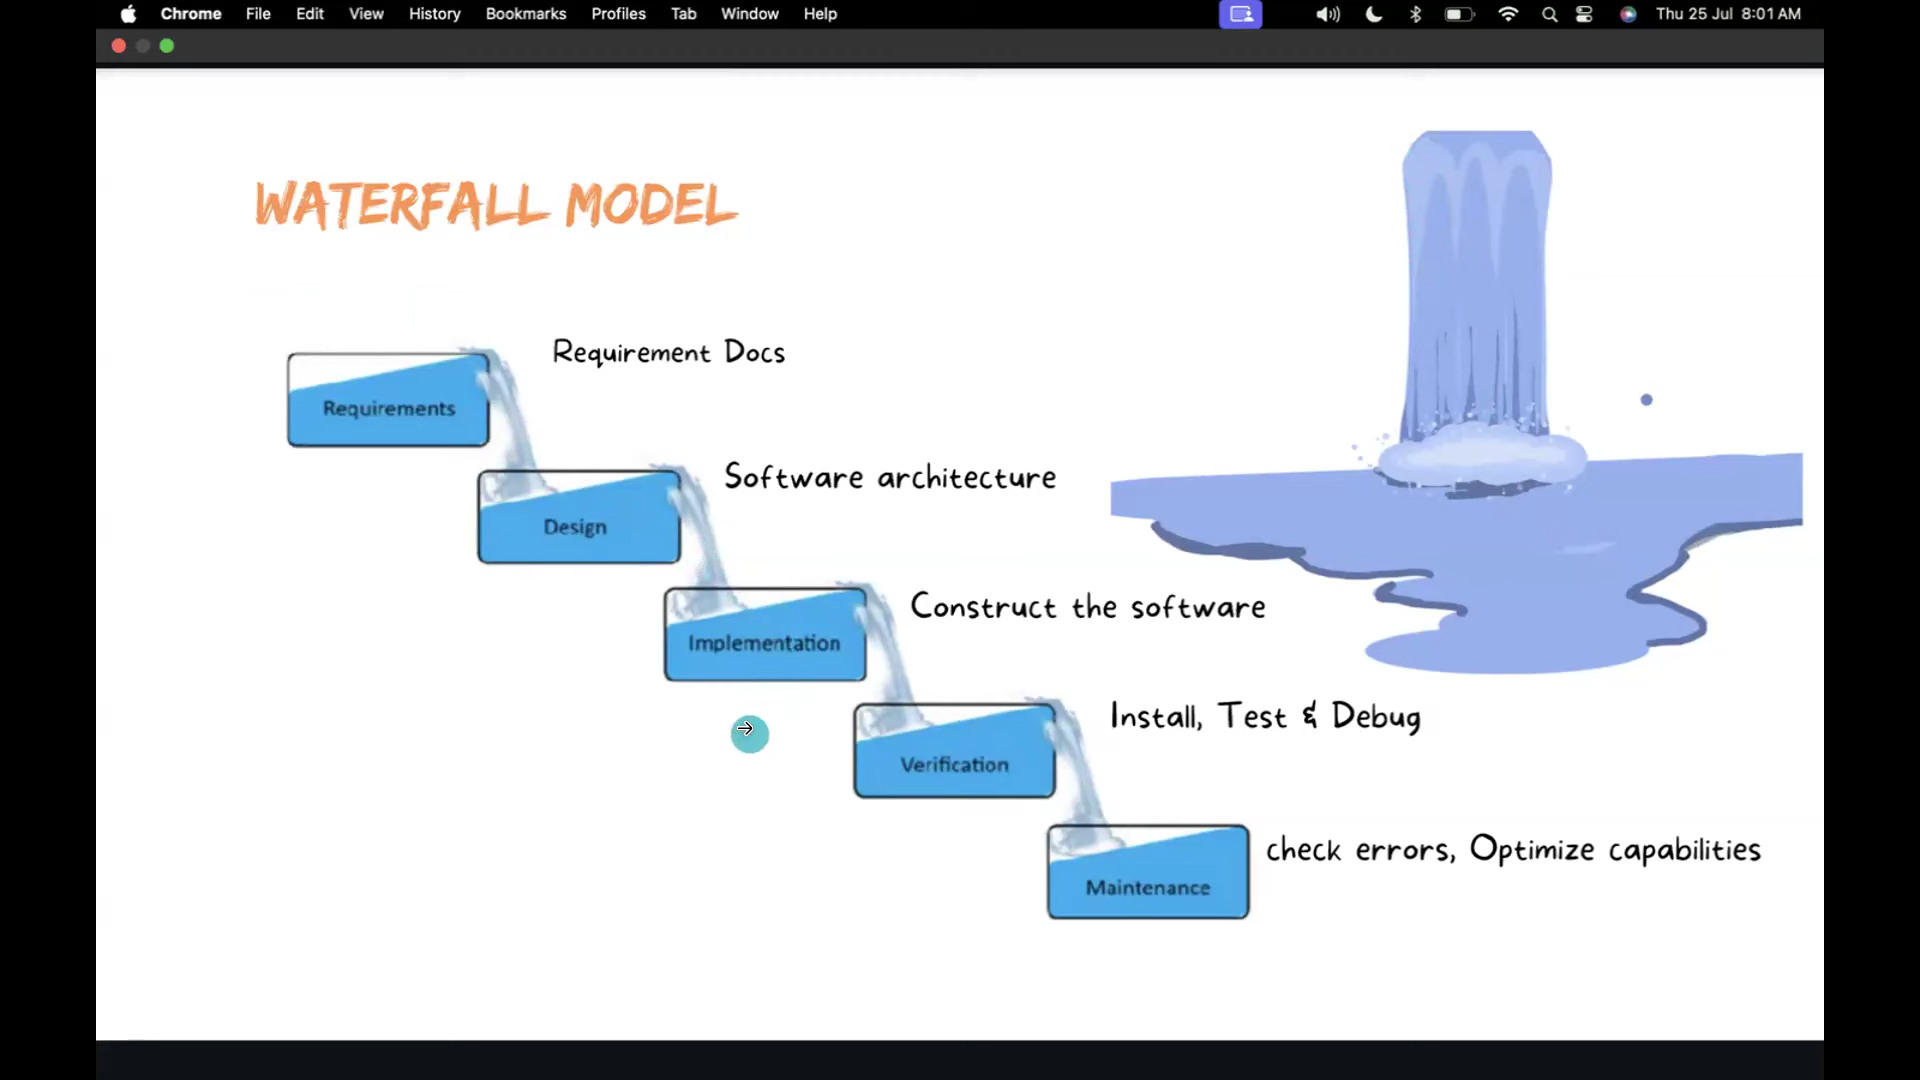 Chrome File Edit View History Bookmarks Profiles Tab Window Help Thu 25 Jul 8:01 AM
WATERFALL MODEL
Requirement Docs
Requirements
Software architecture
Design
Construct the software
Implementation
Install, Test & Debug
Verification
check errors, Optimize capabilities
Maintenance